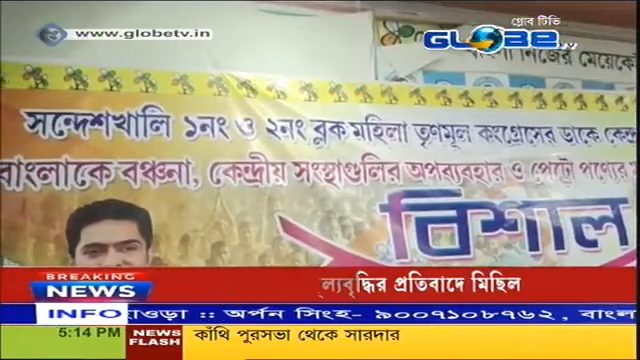 www.globetv.in
গ্লোব টিভি
GLOBE TV
বাংলা নিজের মেয়েকে
সন্দেশখালি ১নং ও ২নং ব্লক মহিলা তৃণমূল কংগ্রেসের ডাকে
বাংলাকে বঞ্চনা, কেন্দ্রীয় সংস্থাগুলির অপব্যবহার ও পেট্রো পণ্যের
বিশাল
BREAKING
NEWS
ল্যবৃদ্ধির প্রতিবাদে মিছিল
INFO
হাওড়া :: অর্পন সিংহ- ৯০০৭১০৮৭৬২,
5:14 PM
NEWS
FLASH
কাঁথি পুরসভা থেকে সারদার